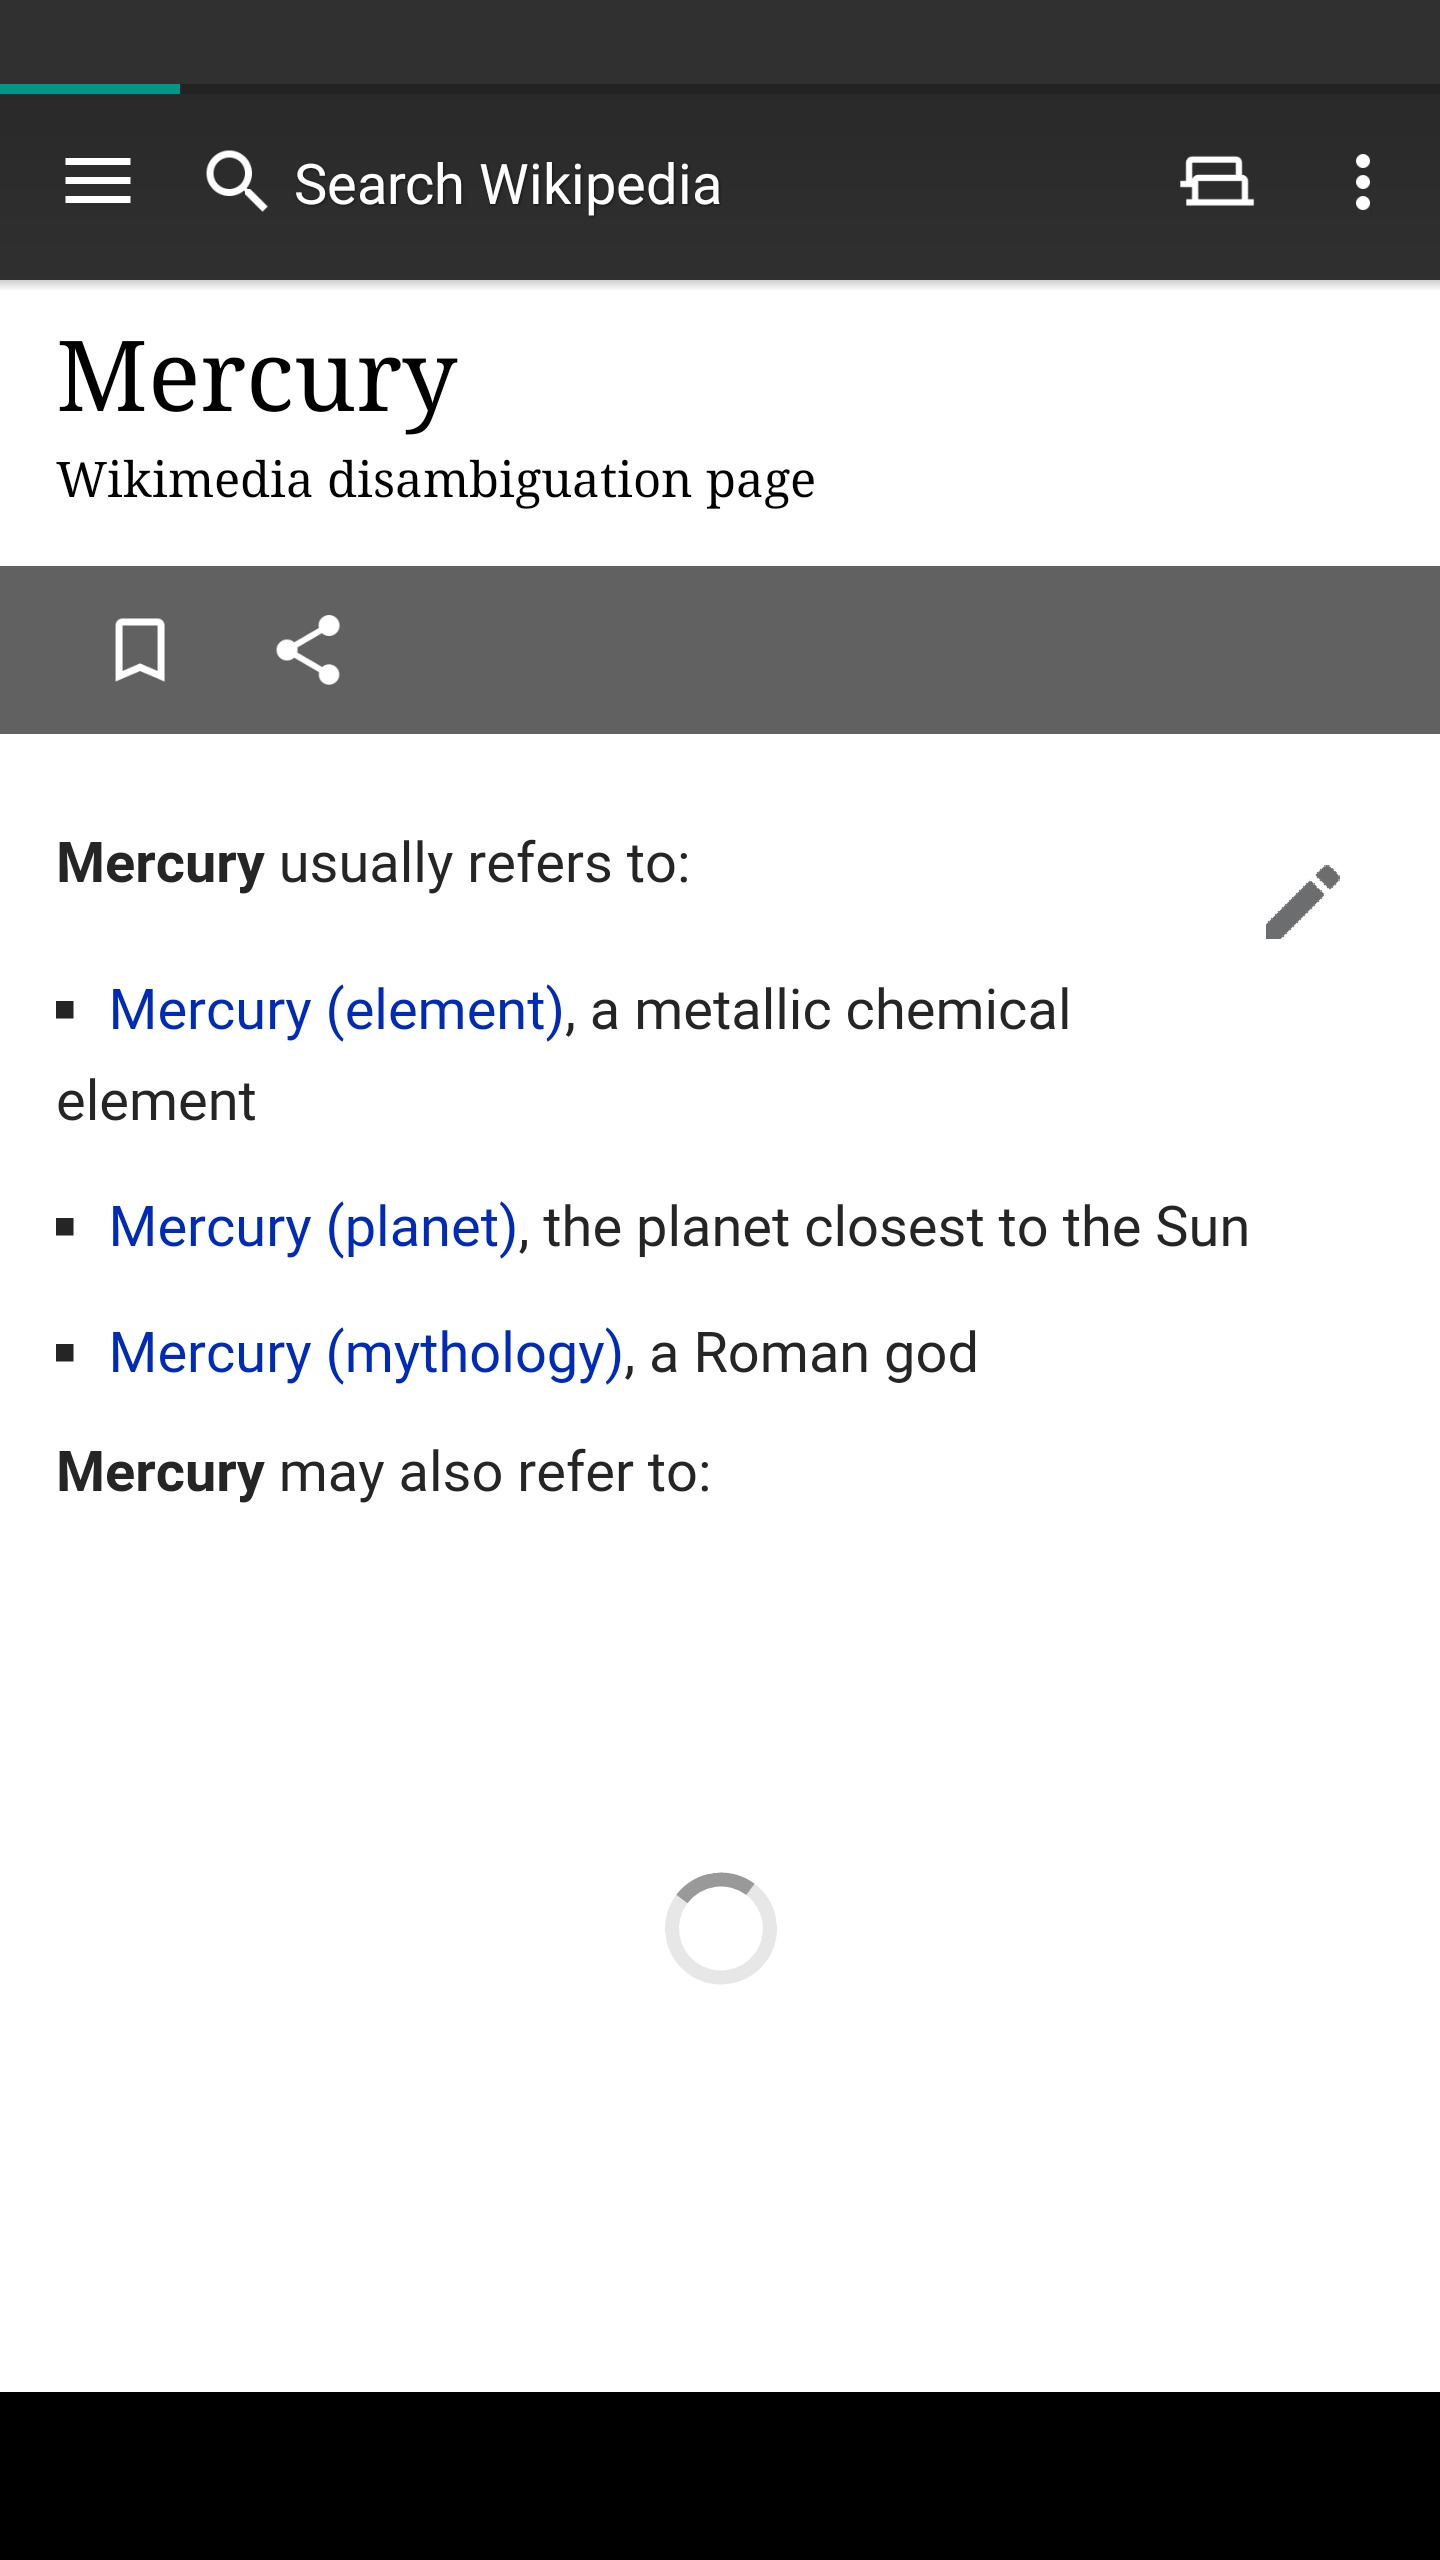 Search Wikipedia
Mercury
Wikimedia disambiguation page
Mercury usually refers to:
▪ Mercury (element), a metallic chemical
element
▪ Mercury (planet), the planet closest to the Sun
▪ Mercury (mythology), a Roman god
Mercury may also refer to: